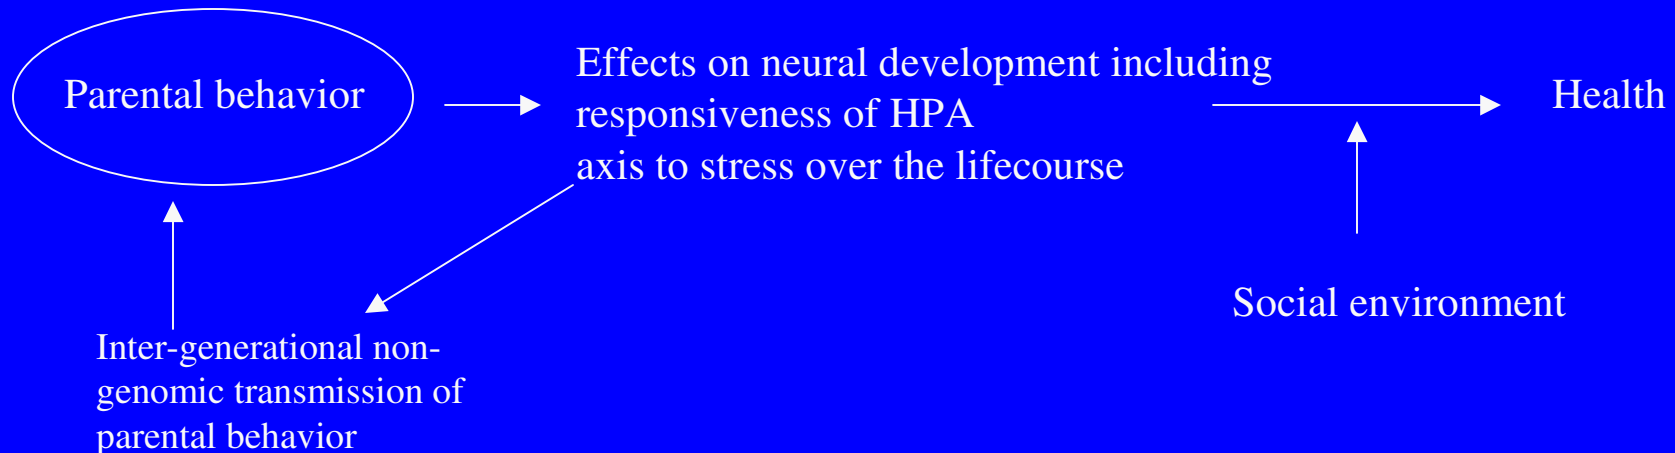 Parental behavior
Effects on neural development including
responsiveness of HPA
axis to stress over the lifecourse
Health
Social environment
Inter-generational non-
genomic transmission of
parental behavior